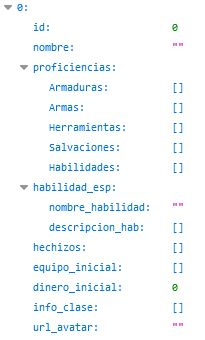 0:
id: 0
nombre: ""
proficiencias:
Armaduras: []
Armas: []
Herramientas: []
Salvaciones: []
Habilidades: []
habilidad_esp:
nombre_habilidad: ""
descripcion_hab: []
hechizos: []
equipo_inicial: []
dinero_inicial: 0
info_clase: []
url_avatar: ""